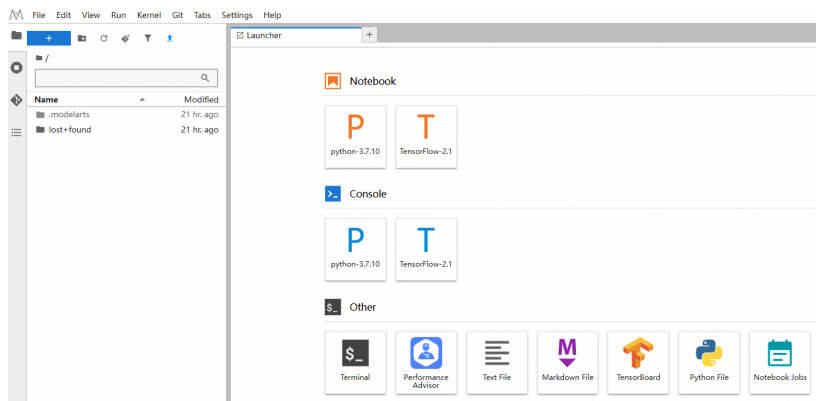 File Edit View Run Kernel Git Tabs Settings Help
+
Launcher
+
/
Name Modified
.modelarts 21 hr. ago
lost+found 21 hr. ago
Notebook
P T
python-3.7.10 TensorFlow-2.1
>_ Console
P T
python-3.7.10 TensorFlow-2.1
$_ Other
$_ M
Terminal Performance Advisor Text File Markdown File TensorBoard Python File Notebook Jobs